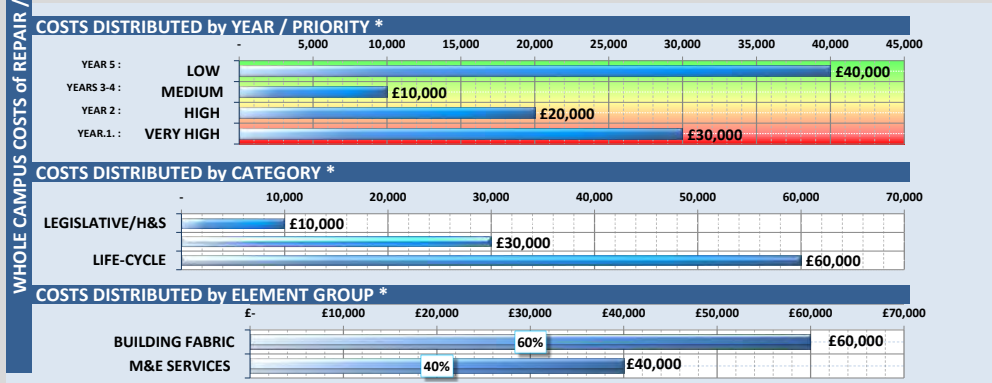 WHOLE CAMPUS COSTS of REPAIR /
COSTS DISTRIBUTED by YEAR / PRIORITY *
- 5,000 10,000 15,000 20,000 25,000 30,000 35,000 40,000 45,000
YEAR 5 : LOW £40,000
YEARS 3-4 : MEDIUM £10,000
YEAR 2 : HIGH £20,000
YEAR.1. : VERY HIGH £30,000
COSTS DISTRIBUTED by CATEGORY *
- 10,000 20,000 30,000 40,000 50,000 60,000 70,000
LEGISLATIVE/H&S £10,000
£30,000
LIFE-CYCLE £60,000
COSTS DISTRIBUTED by ELEMENT GROUP *
£- £10,000 £20,000 £30,000 £40,000 £50,000 £60,000 £70,000
BUILDING FABRIC 60% £60,000
M&E SERVICES 40% £40,000